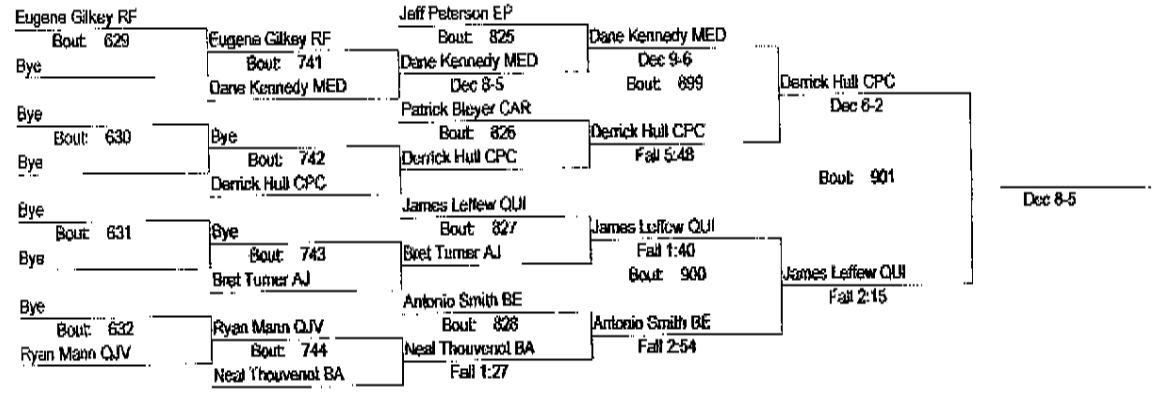 Eugene Gilkey RF
Bout: 629
Bye
Bye
Bout: 630
Bye
Bye
Bout: 631
Bye
Bye
Bout: 632
Ryan Mann QJV
Eugene Gilkey RF
Bout: 741
Dane Kennedy MED
Bye
Bout: 742
Derrick Hull CPC
Bye
Bout: 743
Bret Turner AJ
Ryan Mann QJV
Bout: 744
Neal Thouvenot BA
Jeff Peterson EP
Bout: 825
Dane Kennedy MED
Dec 8-5
Patrick Bleyer CAR
Bout: 826
Derrick Hull CPC
James Leffew QUI
Bout: 827
Bret Turner AJ
Antonio Smith BE
Bout: 828
Neal Thouvenot BA
Fall 1:27
Dane Kennedy MED
Dec 9-6
Bout: 899
Derrick Hull CPC
Fall 5:48
James Leffew QUI
Fall 1:40
Bout: 900
Antonio Smith BE
Fall 2:54
Derrick Hull CPC
Dec 6-2
Bout: 901
James Leffew QUI
Fall 2:15
Dec 8-5